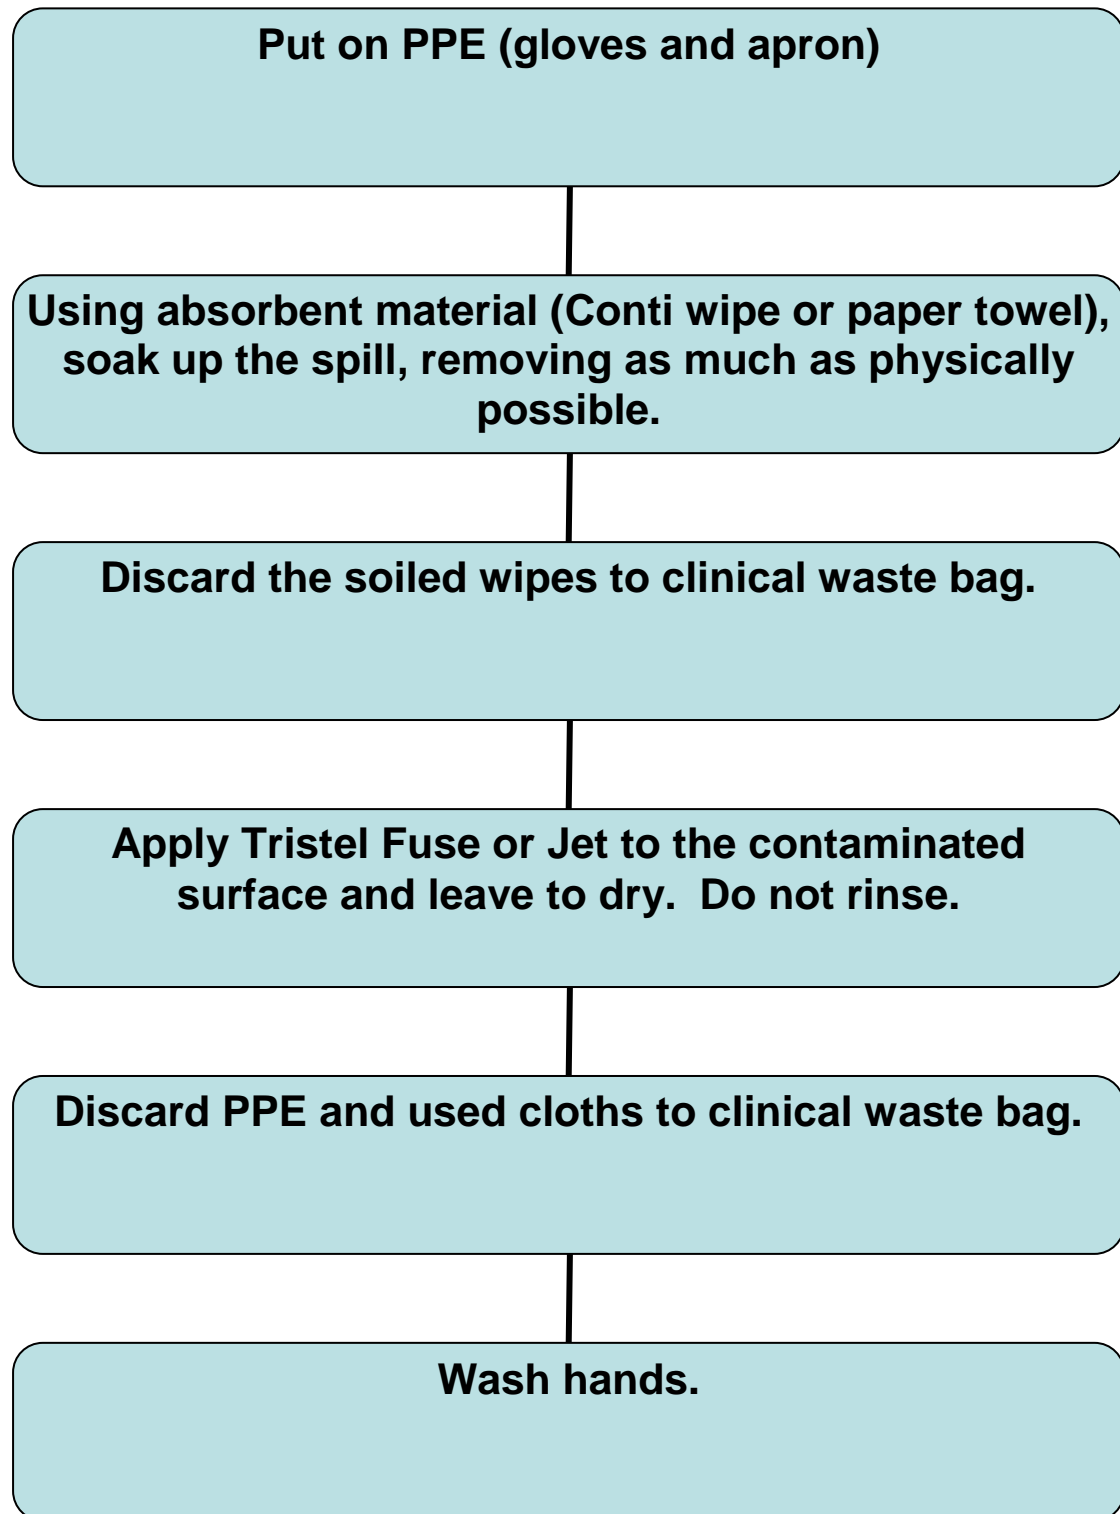 Put on PPE (gloves and apron)
Using absorbent material (Conti wipe or paper towel),
soak up the spill, removing as much as physically
possible.
Discard the soiled wipes to clinical waste bag.
Apply Tristel Fuse or Jet to the contaminated
surface and leave to dry.  Do not rinse.
Discard PPE and used cloths to clinical waste bag.
Wash hands.